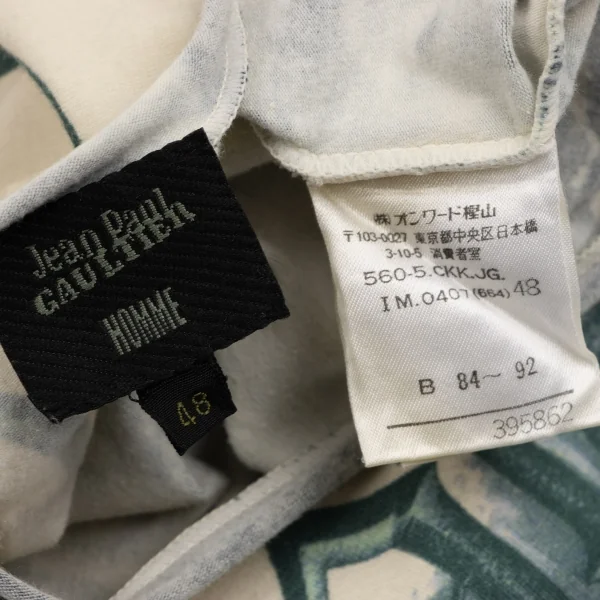 Jean Paul
GAULTIER
HOMME
48
㈱オンワード樫山
〒103-0027 東京都中央区日本橋
3-10-5 消費者室
560-5.CKK.JG.
IM.0401(664)48
B 84～92
395862